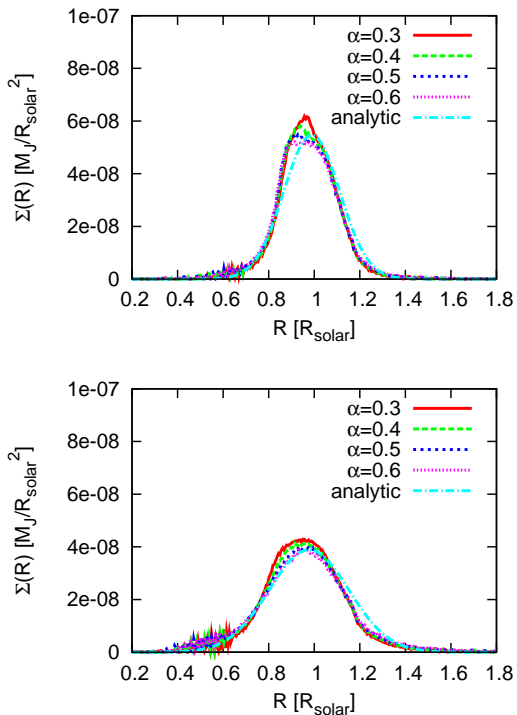 1e-07
8e-08
6e-08
4e-08
2e-08
0
Σ(R) [M_J/R_solar^2]
α=0.3
α=0.4
α=0.5
α=0.6
analytic
0.2 0.4 0.6 0.8 1 1.2 1.4 1.6 1.8
R [R_solar]
1e-07
8e-08
6e-08
4e-08
2e-08
0
Σ(R) [M_J/R_solar^2]
α=0.3
α=0.4
α=0.5
α=0.6
analytic
0.2 0.4 0.6 0.8 1 1.2 1.4 1.6 1.8
R [R_solar]